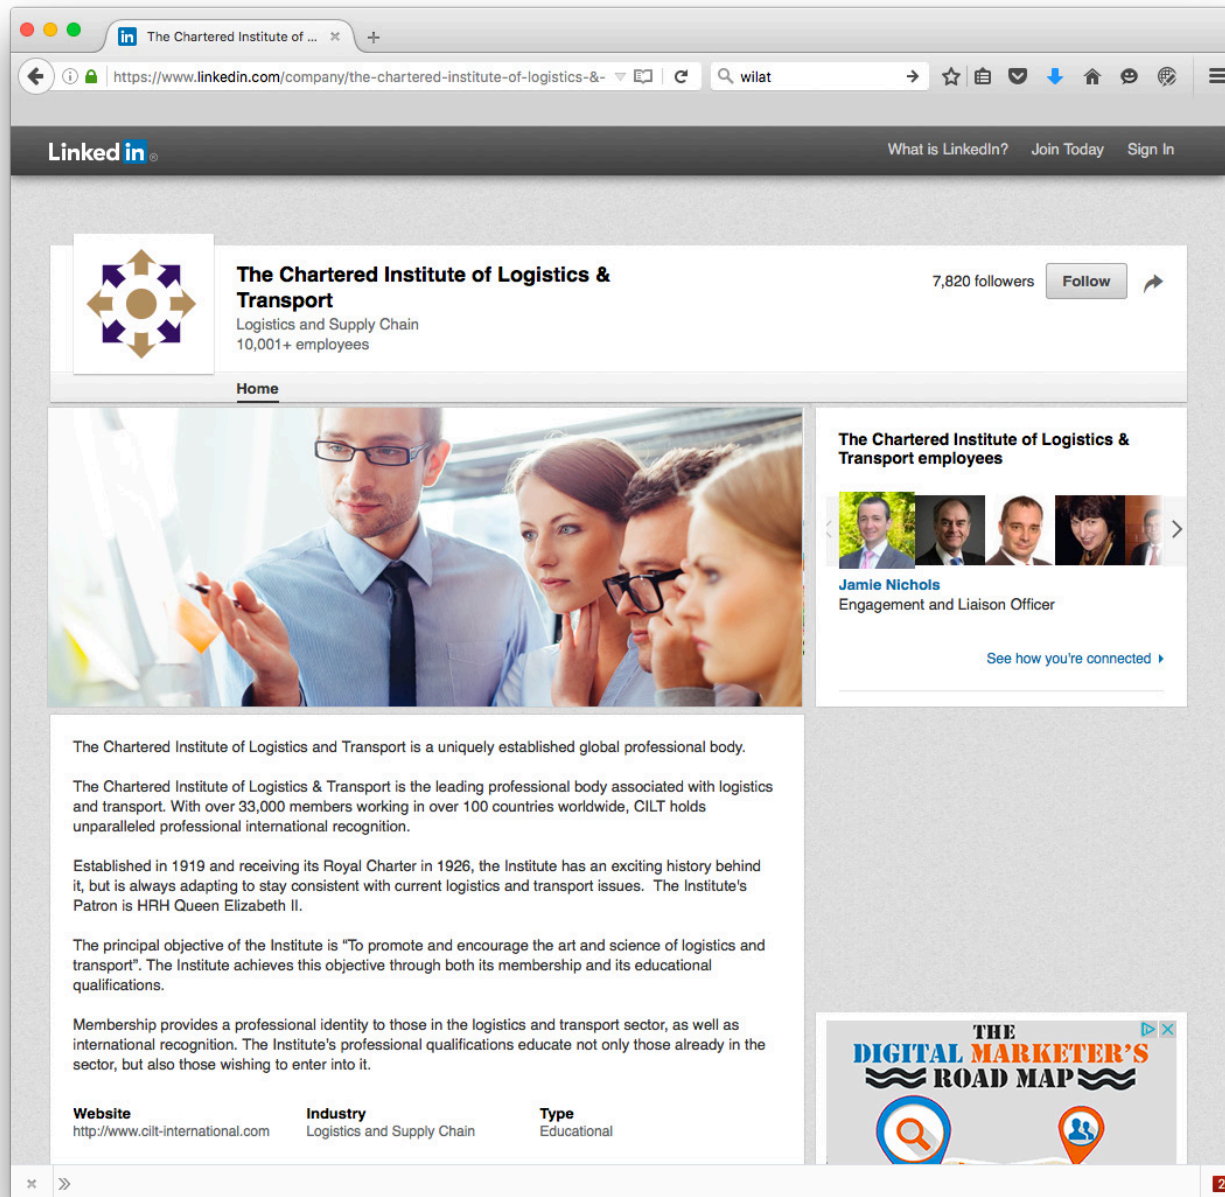 The Chartered Institute of ...
https://www.linkedin.com/company/the-chartered-institute-of-logistics-&-
wilat
Linked in
What is LinkedIn? Join Today Sign In
The Chartered Institute of Logistics &
Transport
Logistics and Supply Chain
10,001+ employees
7,820 followers
Follow
Home
The Chartered Institute of Logistics &
Transport employees
Jamie Nichols
Engagement and Liaison Officer
See how you're connected
The Chartered Institute of Logistics and Transport is a uniquely established global professional body.
The Chartered Institute of Logistics & Transport is the leading professional body associated with logistics
and transport. With over 33,000 members working in over 100 countries worldwide, CILT holds
unparalleled professional international recognition.
Established in 1919 and receiving its Royal Charter in 1926, the Institute has an exciting history behind
it, but is always adapting to stay consistent with current logistics and transport issues.  The Institute's
Patron is HRH Queen Elizabeth II.
The principal objective of the Institute is “To promote and encourage the art and science of logistics and
transport”. The Institute achieves this objective through both its membership and its educational
qualifications.
Membership provides a professional identity to those in the logistics and transport sector, as well as
international recognition. The Institute's professional qualifications educate not only those already in the
sector, but also those wishing to enter into it.
Website Industry Type
http://www.cilt-international.com Logistics and Supply Chain Educational
THE
DIGITAL MARKETER'S
ROAD MAP
2